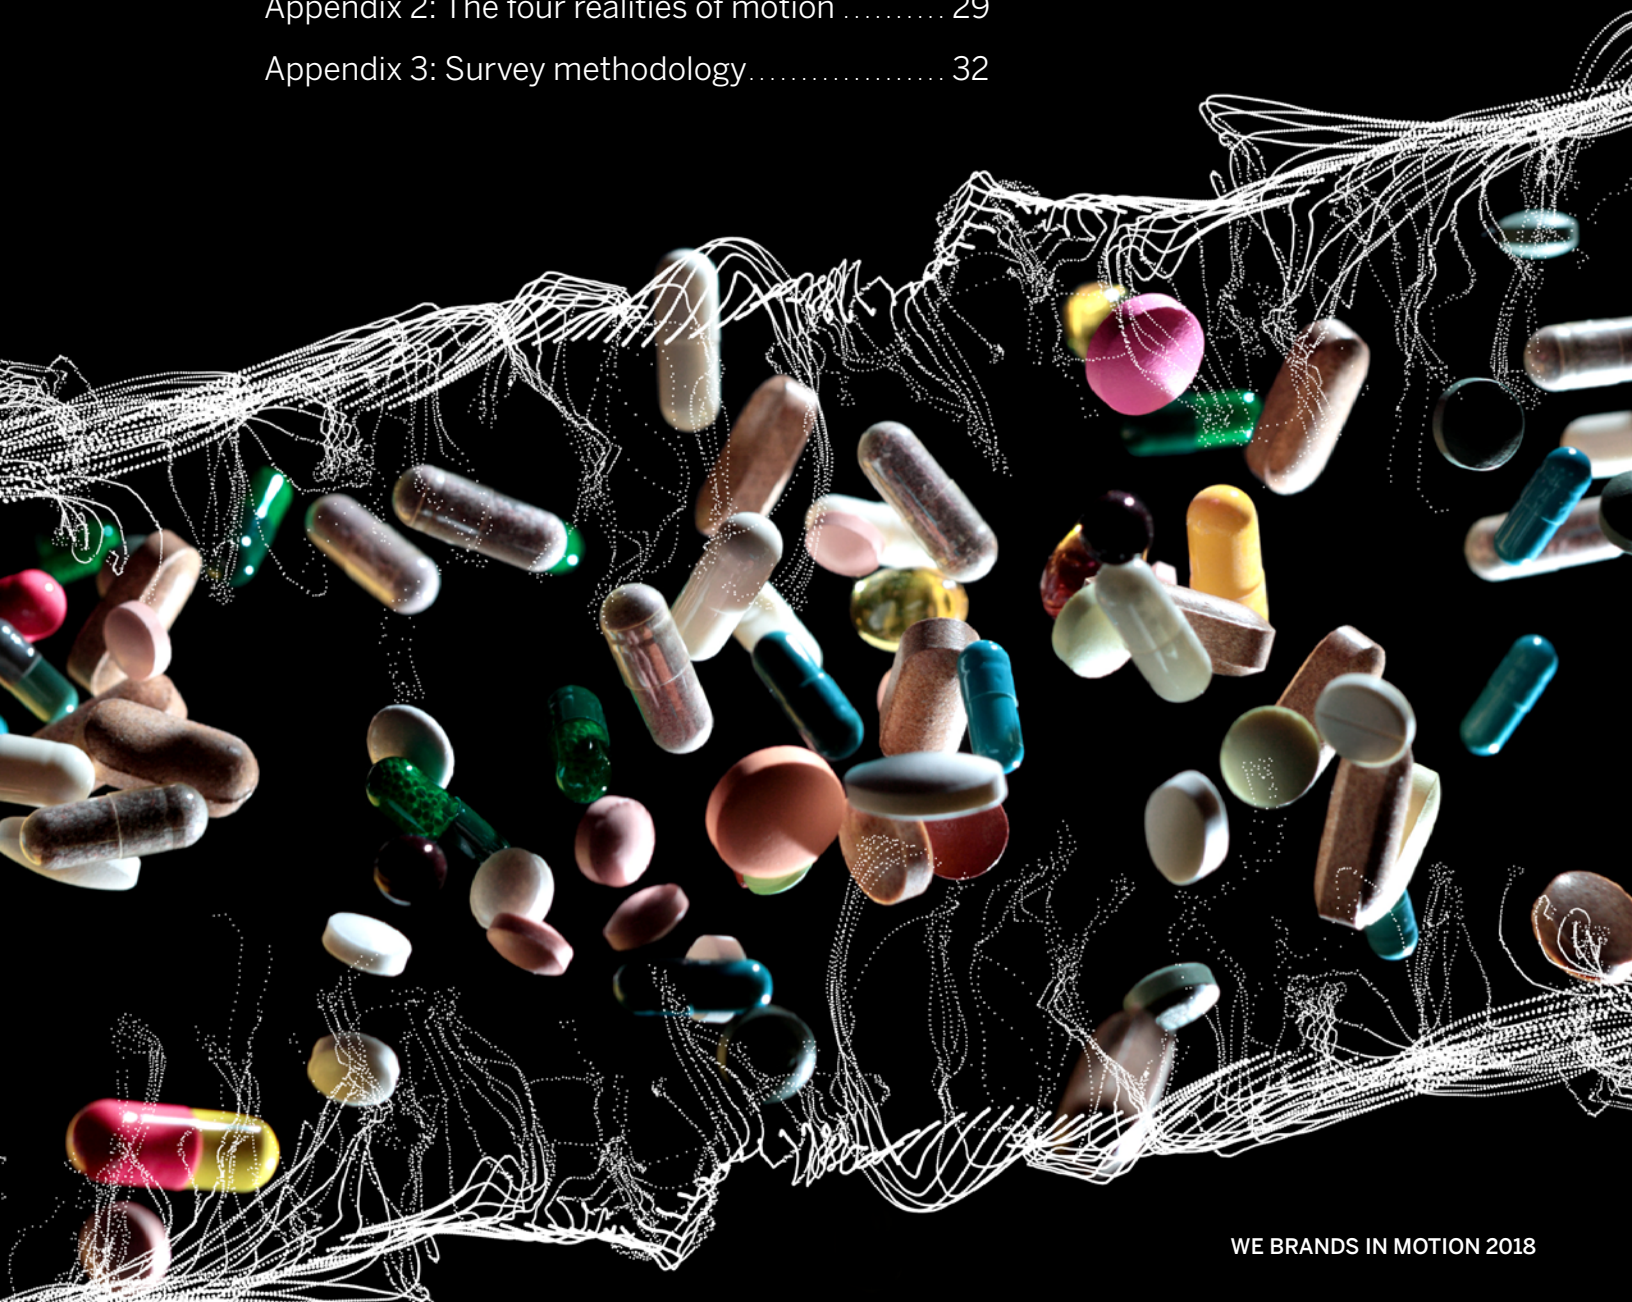 Appendix 2: The four realities of motion .......... 29
Appendix 3: Survey methodology................... 32
WE BRANDS IN MOTION 2018